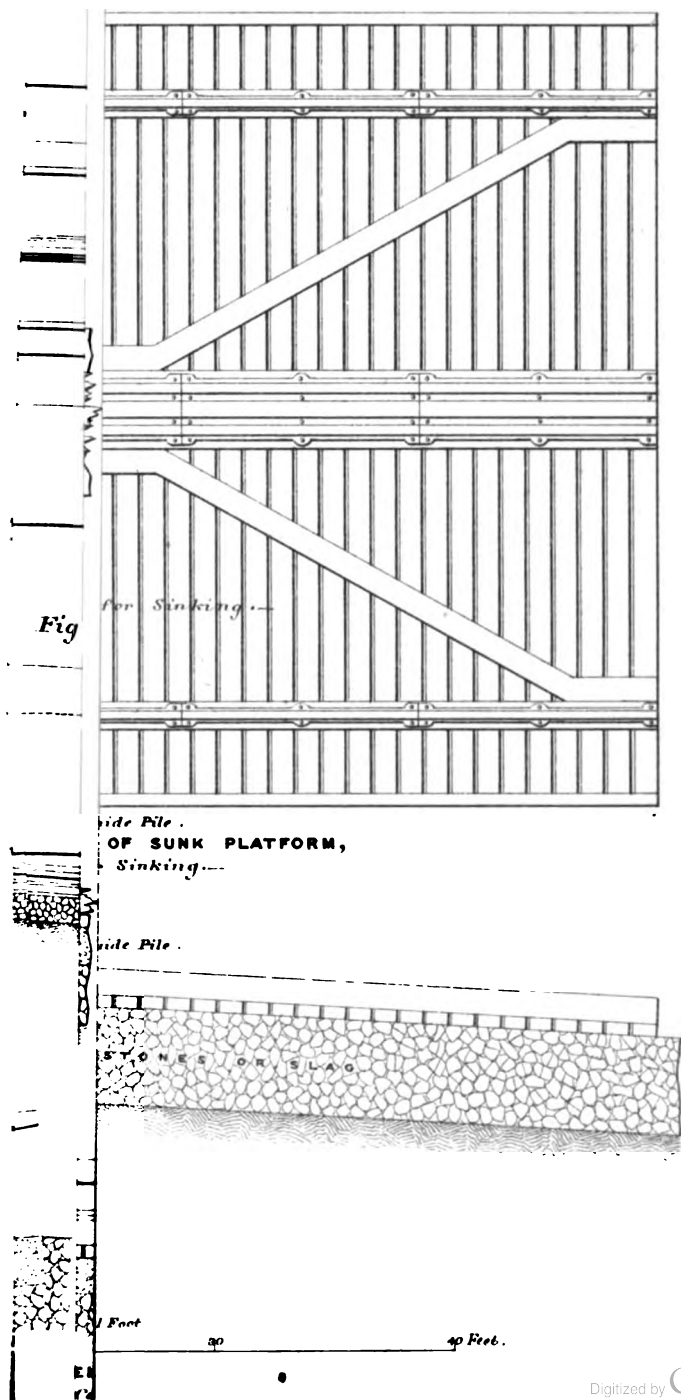 for Sinking.—
Fig
ide Pile.
OF SUNK PLATFORM,
Sinking.—
ide Pile.
STONES OR SLAG
Foot
30 40 Feet.
Digitized by